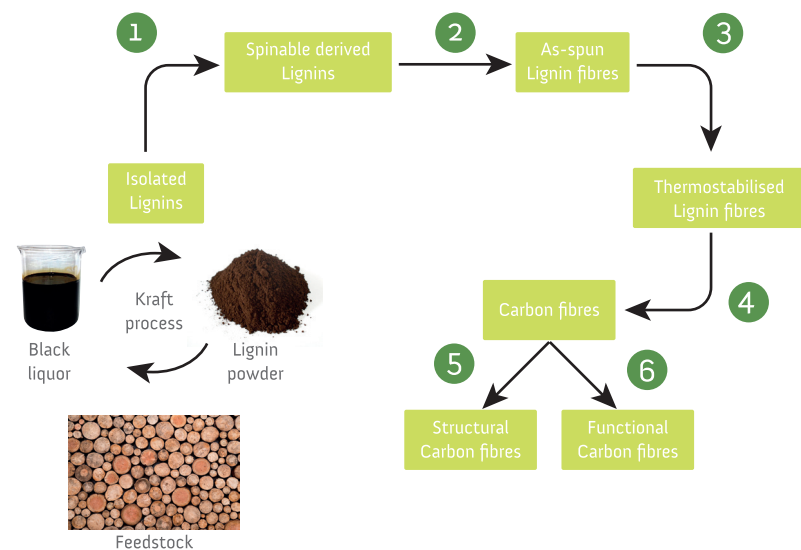 1
Spinable derived
Lignins
2
As-spun
Lignin fibres
3
Isolated
Lignins
Thermostabilised
Lignin fibres
Kraft
process
Black
liquor
Lignin
powder
Carbon fibres
4
5
6
Structural
Carbon fibres
Functional
Carbon fibres
Feedstock